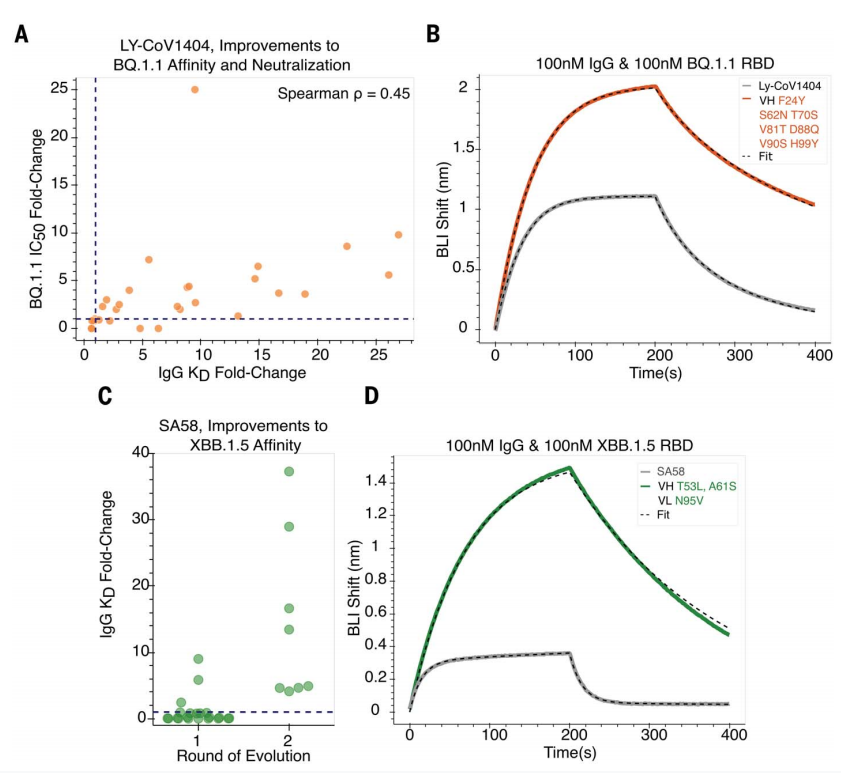 A
LY-CoV1404, Improvements to
BQ.1.1 Affinity and Neutralization
Spearman ρ = 0.45
BQ.1.1 IC50 Fold-Change
25
20
15
10
5
0
0 5 10 15 20 25
IgG KD Fold-Change
B
100nM IgG & 100nM BQ.1.1 RBD
Ly-CoV1404
VH F24Y
S62N T70S
V81T D88Q
V90S H99Y
Fit
BLI Shift (nm)
2
1.5
1
0.5
0
0 100 200 300 400
Time(s)
C
SA58, Improvements to
XBB.1.5 Affinity
IgG KD Fold-Change
40
30
20
10
0
1 2
Round of Evolution
D
100nM IgG & 100nM XBB.1.5 RBD
SA58
VH T53L, A61S
VL N95V
Fit
BLI Shift (nm)
1.4
1.2
1
0.8
0.6
0.4
0.2
0
0 100 200 300 400
Time(s)